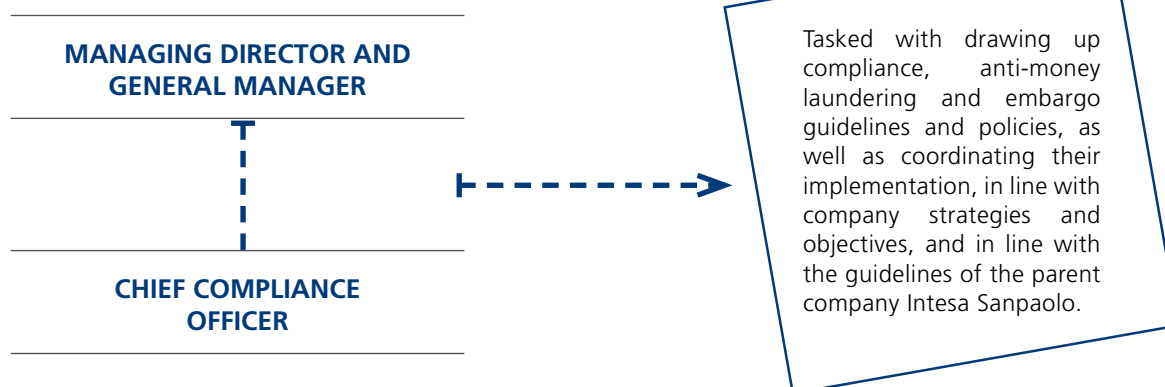 MANAGING DIRECTOR AND
GENERAL MANAGER
CHIEF COMPLIANCE
OFFICER
Tasked with drawing up
compliance, anti-money
laundering and embargo
guidelines and policies, as
well as coordinating their
implementation, in line with
company strategies and
objectives, and in line with
the guidelines of the parent
company Intesa Sanpaolo.